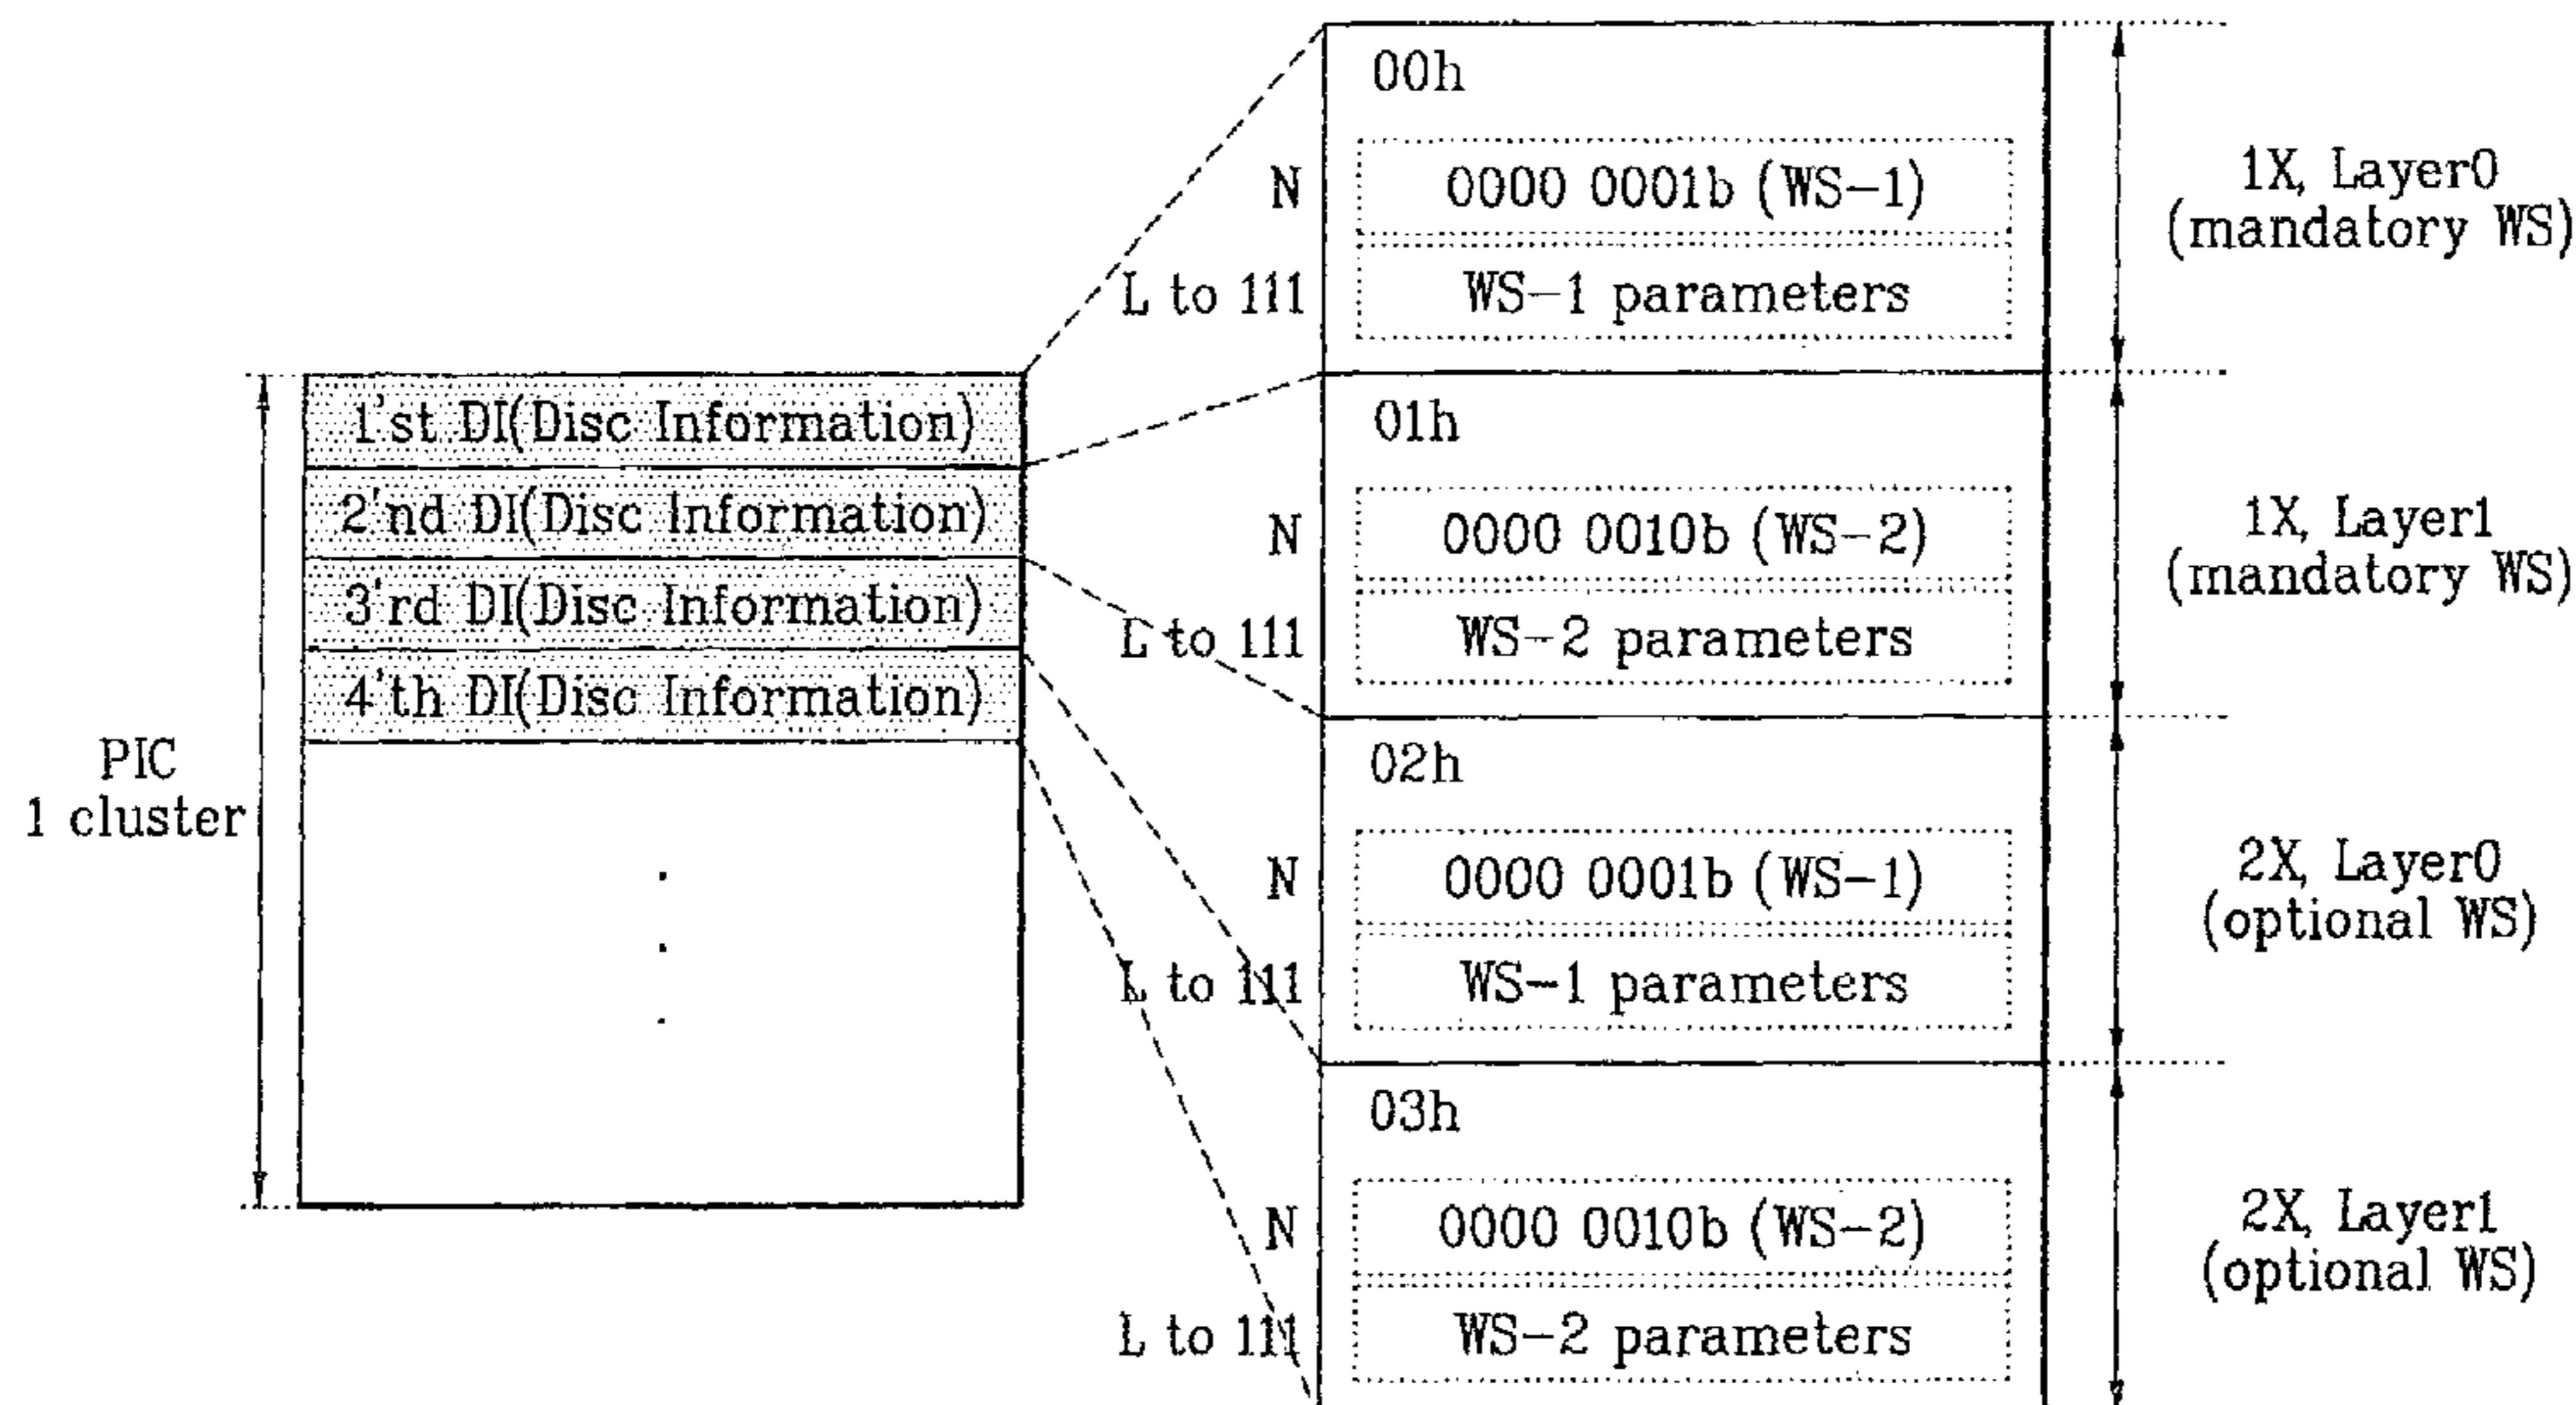 PIC
1 cluster
1'st DI(Disc Information)
2'nd DI(Disc Information)
3'rd DI(Disc Information)
4'th DI(Disc Information)
00h
N
0000 0001b (WS-1)
L to 111
WS-1 parameters
1X, Layer0
(mandatory WS)
01h
N
0000 0010b (WS-2)
L to 111
WS-2 parameters
1X, Layer1
(mandatory WS)
02h
N
0000 0001b (WS-1)
L to 111
WS-1 parameters
2X, Layer0
(optional WS)
03h
N
0000 0010b (WS-2)
L to 111
WS-2 parameters
2X, Layer1
(optional WS)